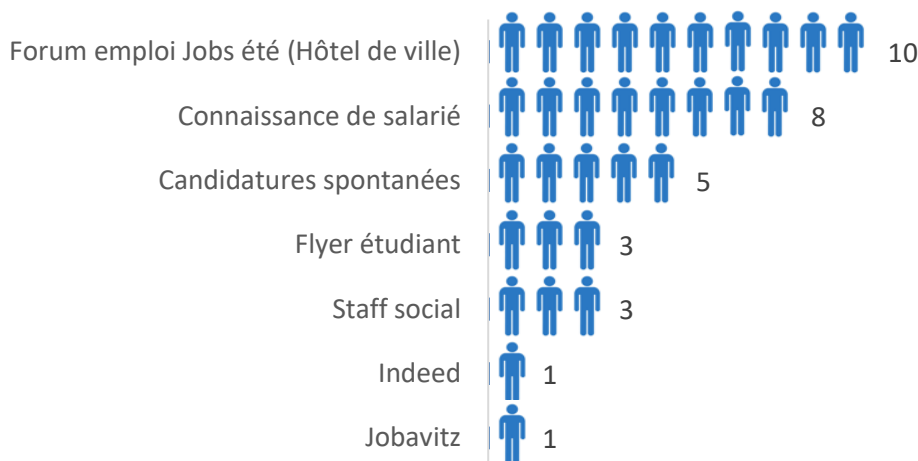 Forum emploi Jobs été (Hôtel de ville) 10
Connaissance de salarié 8
Candidatures spontanées 5
Flyer étudiant 3
Staff social 3
Indeed 1
Jobavitz 1